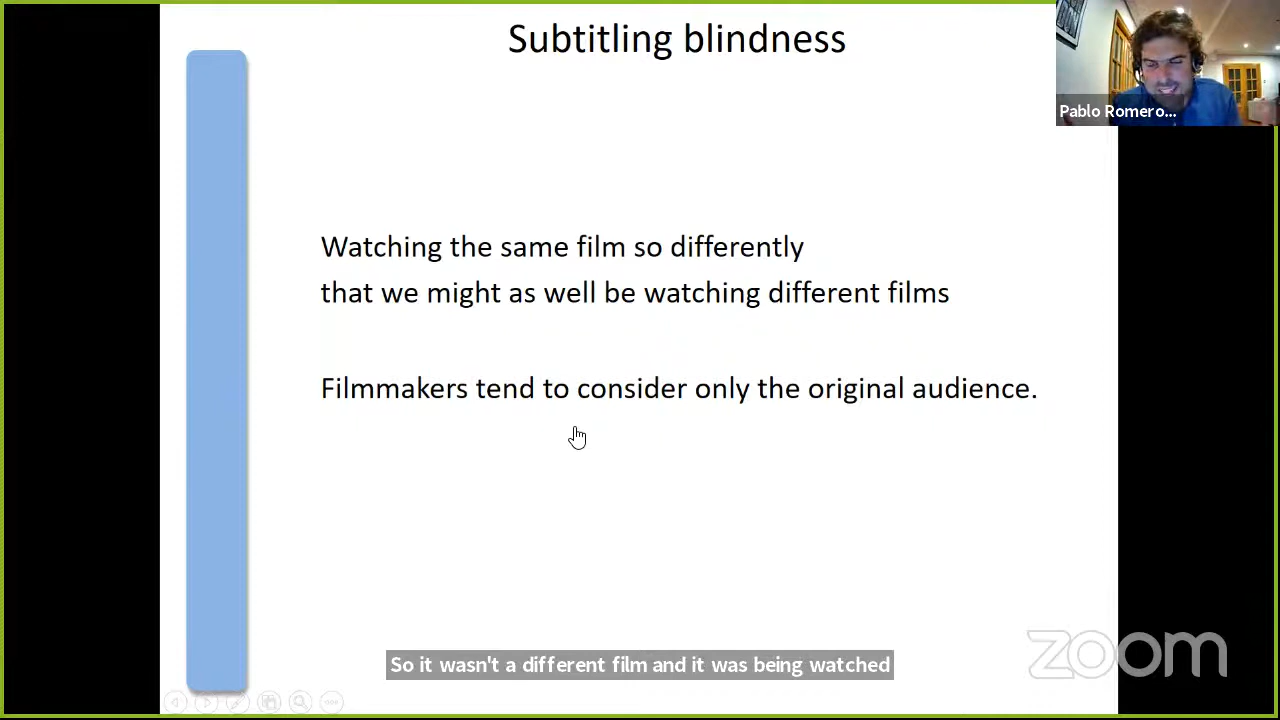 Subtitling blindness
Pablo Romero...
Watching the same film so differently
that we might as well be watching different films
Filmmakers tend to consider only the original audience.
So it wasn't a different film and it was being watched
zoom